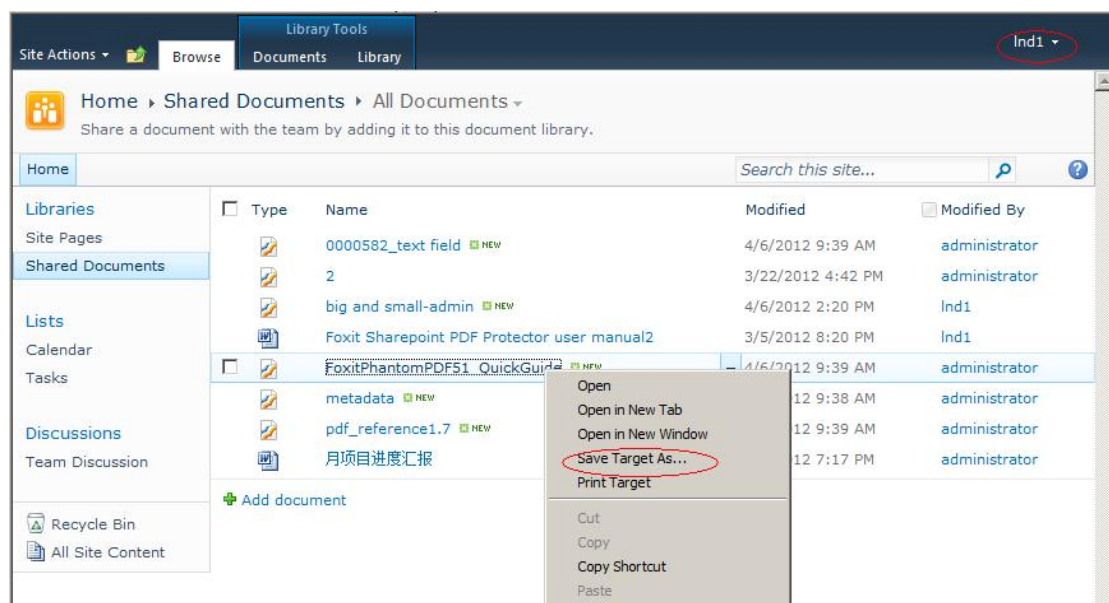 Library Tools
Site Actions Browse Documents Library lnd1
Home Shared Documents All Documents
Share a document with the team by adding it to this document library.
Home Search this site...
Libraries Type Name Modified Modified By
Site Pages 0000582_text field NEW 4/6/2012 9:39 AM administrator
Shared Documents 2 3/22/2012 4:42 PM administrator
big and small-admin NEW 4/6/2012 2:20 PM lnd1
Lists Foxit Sharepoint PDF Protector user manual2 3/5/2012 8:20 PM lnd1
Calendar
Tasks FoxitPhantomPDF51_QuickGuide NEW 4/6/2012 9:39 AM administrator
metadata NEW 12 9:38 AM administrator
Discussions pdf_reference1.7 NEW 12 9:39 AM administrator
Team Discussion 月项目进度汇报 12 7:17 PM administrator
Add document
Recycle Bin
All Site Content
Open
Open in New Tab
Open in New Window
Save Target As...
Print Target
Cut
Copy
Copy Shortcut
Paste